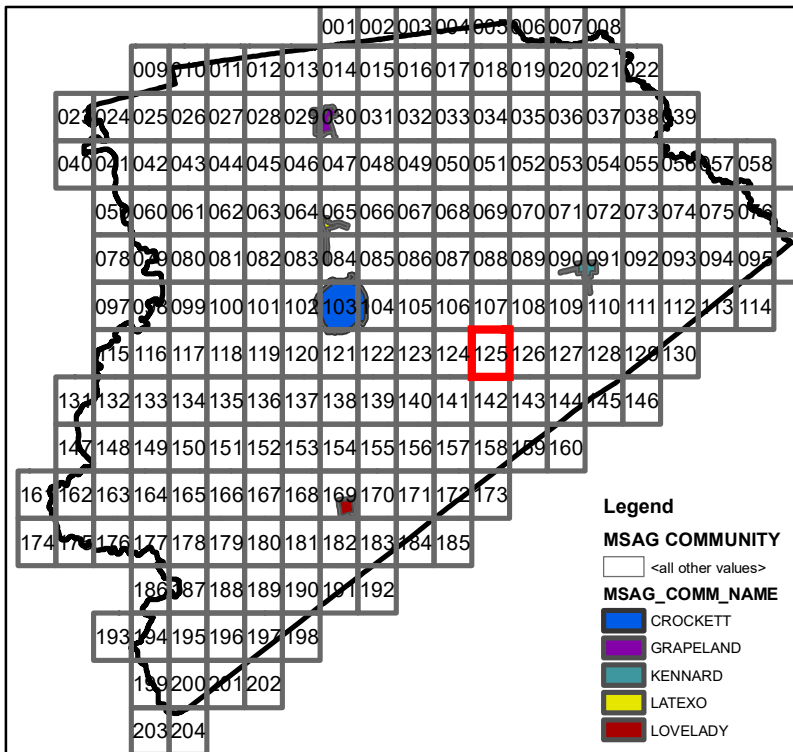 001 002 003 004 005 006 007 008
009 010 011 012 013 014 015 016 017 018 019 020 021 022
023 024 025 026 027 028 029 030 031 032 033 034 035 036 037 038 039
040 041 042 043 044 045 046 047 048 049 050 051 052 053 054 055 056 057 058
059 060 061 062 063 064 065 066 067 068 069 070 071 072 073 074 075 076
078 079 080 081 082 083 084 085 086 087 088 089 090 091 092 093 094 095
097 098 099 100 101 102 103 104 105 106 107 108 109 110 111 112 113 114
115 116 117 118 119 120 121 122 123 124 125 126 127 128 129 130
131 132 133 134 135 136 137 138 139 140 141 142 143 144 145 146
147 148 149 150 151 152 153 154 155 156 157 158 159 160
161 162 163 164 165 166 167 168 169 170 171 172 173
174 175 176 177 178 179 180 181 182 183 184 185
186 187 188 189 190 191 192
193 194 195 196 197 198
199 200 201 202
203 204
Legend
MSAG COMMUNITY
<all other values>
MSAG_COMM_NAME
CROCKETT
GRAPELAND
KENNARD
LATEXO
LOVELADY